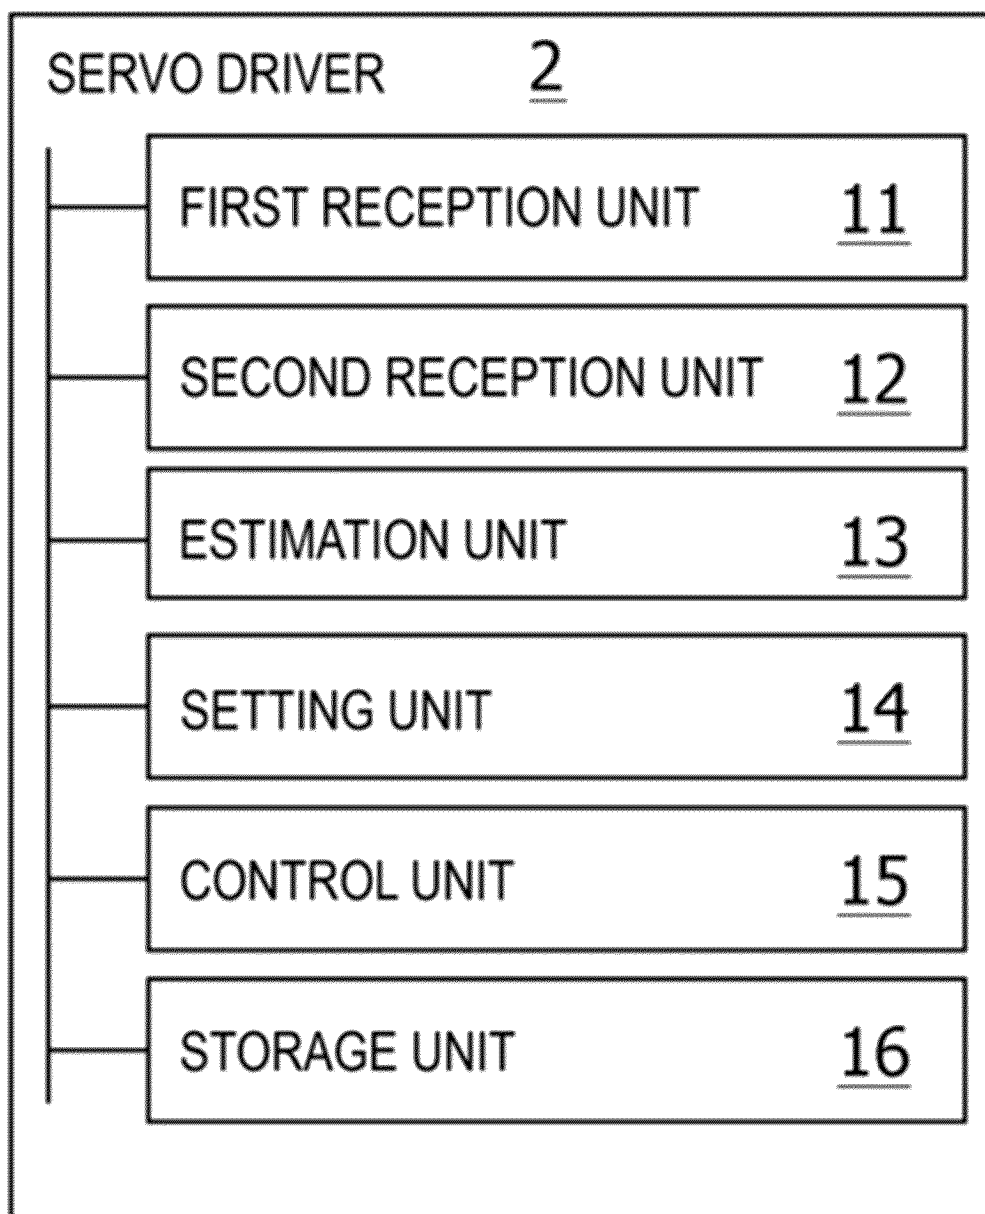 SERVO DRIVER 2
FIRST RECEPTION UNIT 11
SECOND RECEPTION UNIT 12
ESTIMATION UNIT 13
SETTING UNIT 14
CONTROL UNIT 15
STORAGE UNIT 16